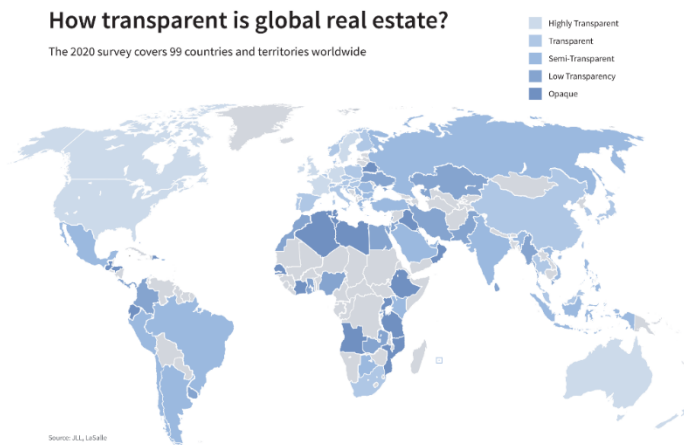 How transparent is global real estate?
The 2020 survey covers 99 countries and territories worldwide
Highly Transparent
Transparent
Semi-Transparent
Low Transparency
Opaque
Source: JLL, LaSalle